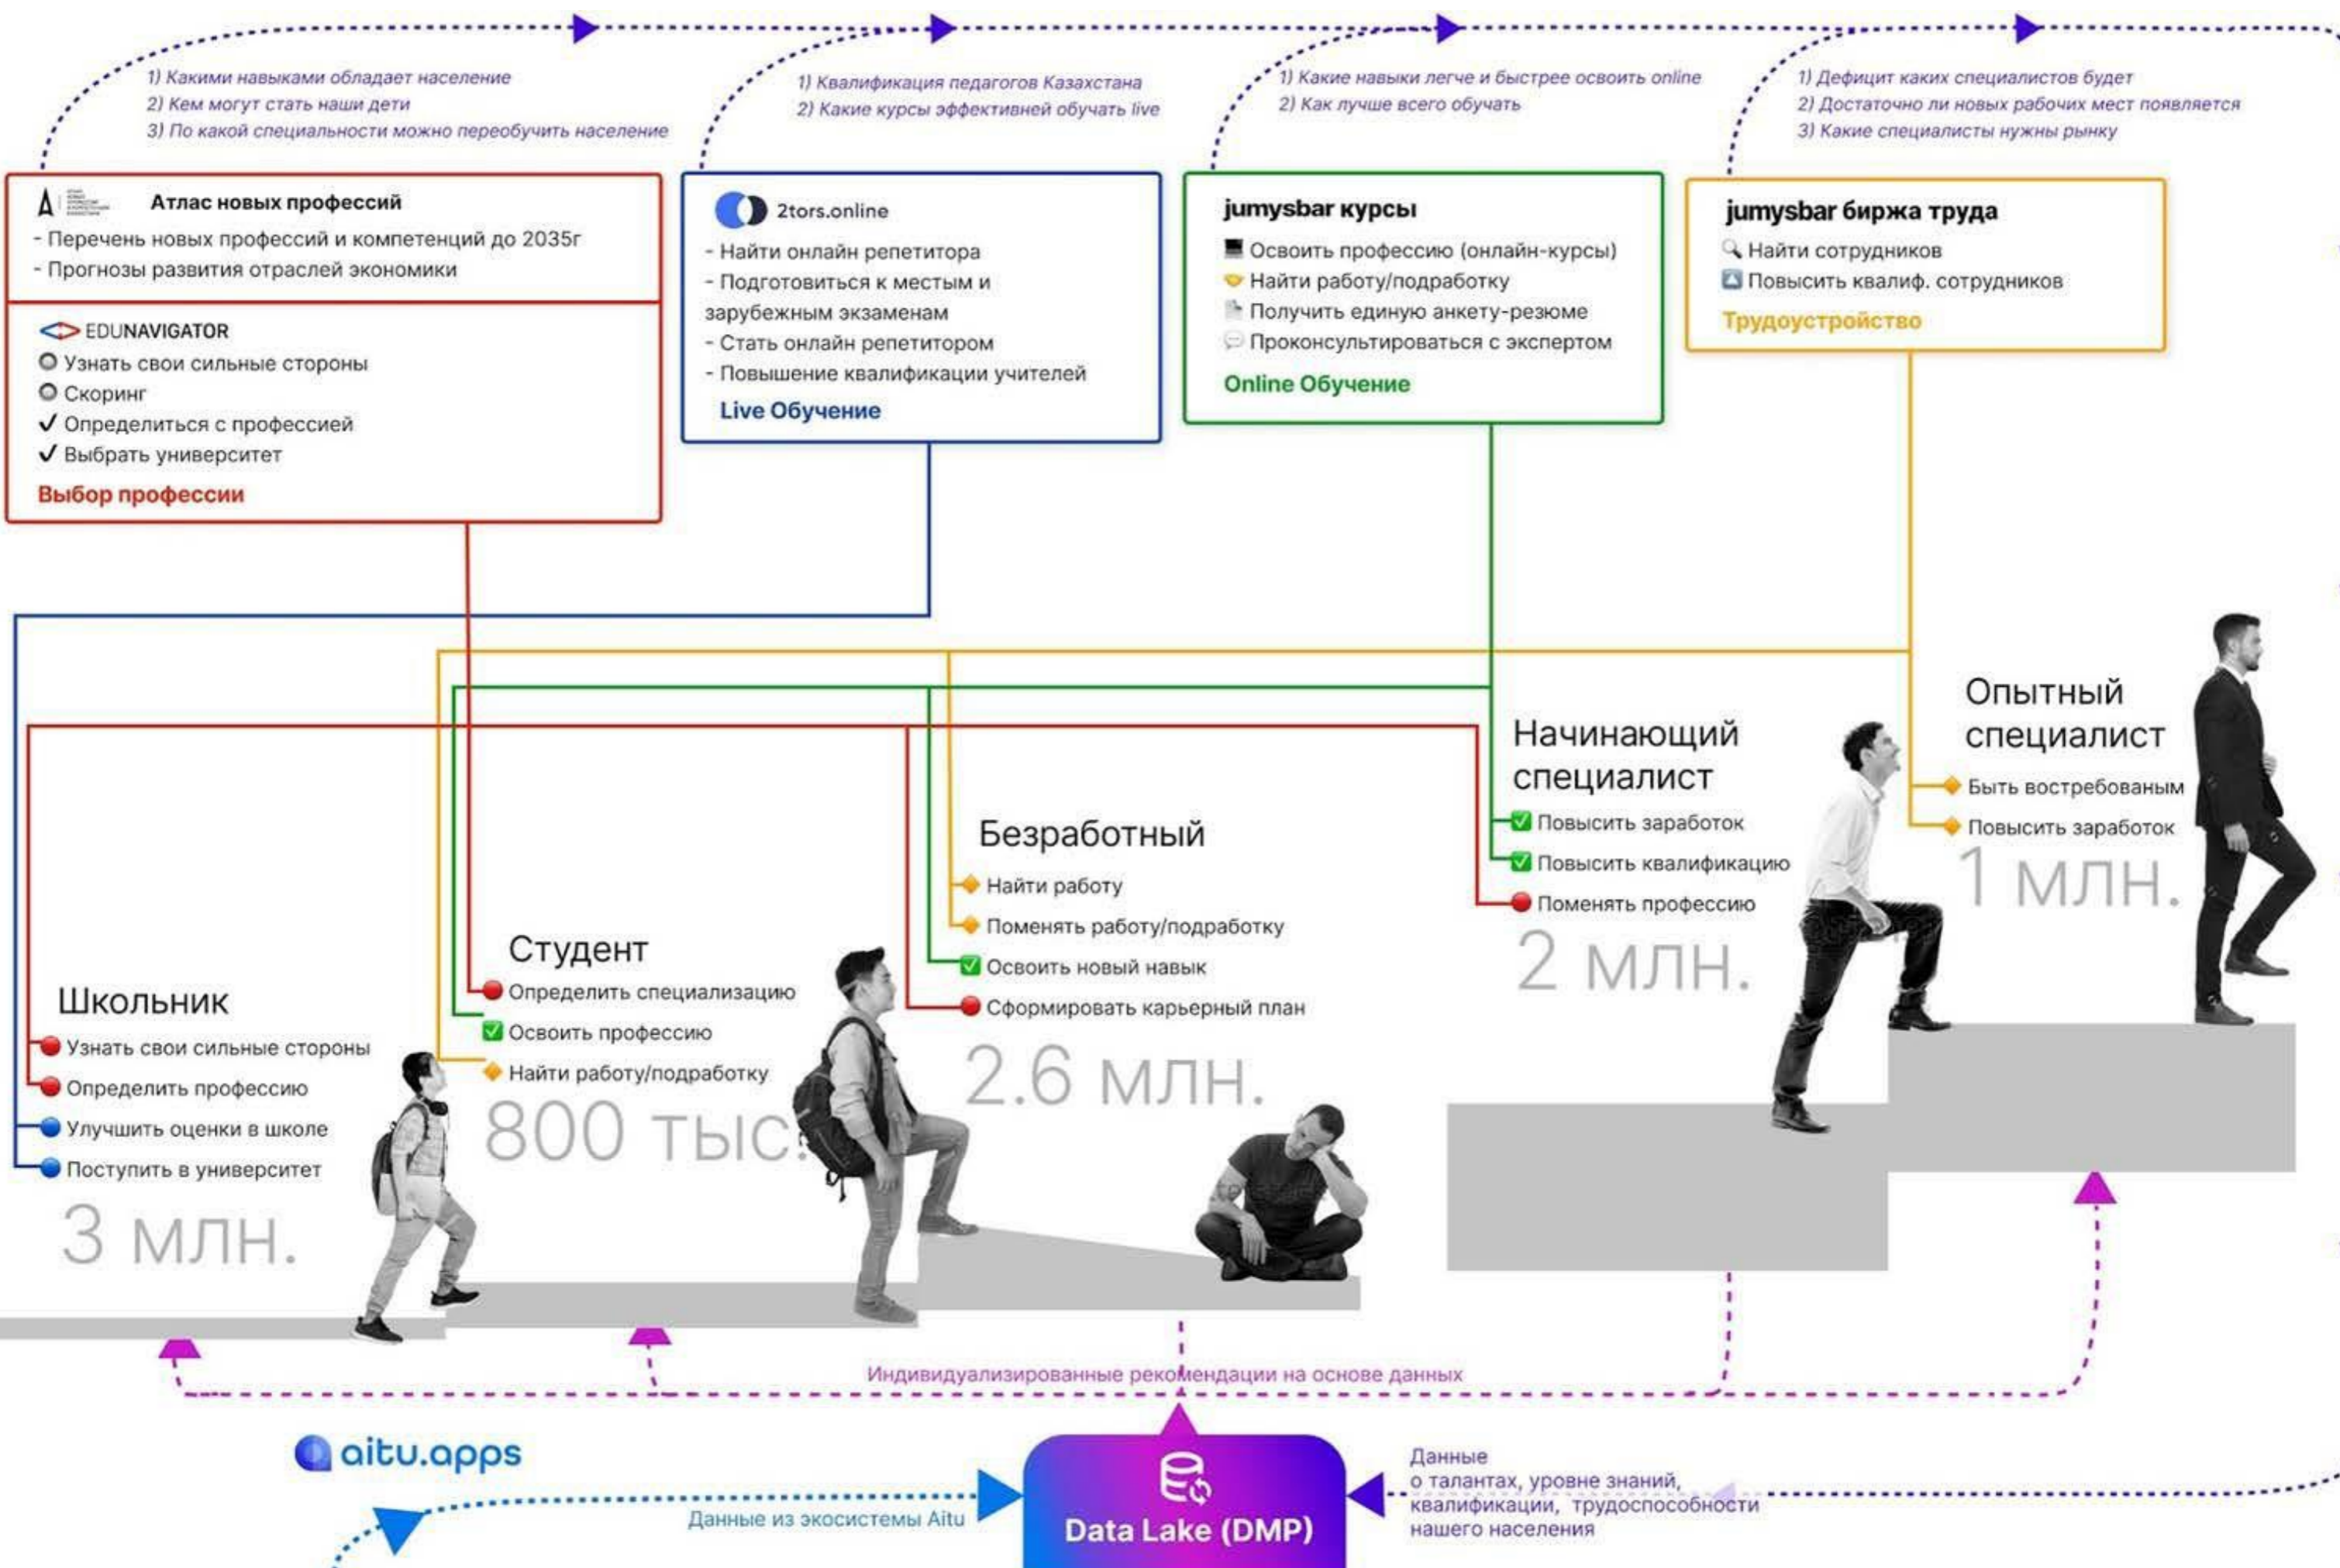 1) Какими навыками обладает население
2) Кем могут стать наши дети
3) По какой специальности можно переобучить население
1) Квалификация педагогов Казахстана
2) Какие курсы эффективней обучать live
1) Какие навыки легче и быстрее освоить online
2) Как лучше всего обучать
1) Дефицит каких специалистов будет
2) Достаточно ли новых рабочих мест появляется
3) Какие специалисты нужны рынку
Атлас новых профессий
- Перечень новых профессий и компетенций до 2035г
- Прогнозы развития отраслей экономики
EDUNAVIGATOR
Узнать свои сильные стороны
Скоринг
✓ Определиться с профессией
✓ Выбрать университет
Выбор профессии
2tors.online
- Найти онлайн репетитора
- Подготовиться к местым и
зарубежным экзаменам
- Стать онлайн репетитором
- Повышение квалификации учителей
Live Обучение
jumysbar курсы
Освоить профессию (онлайн-курсы)
Найти работу/подработку
Получить единую анкету-резюме
Проконсультироваться с экспертом
Online Обучение
jumysbar биржа труда
Найти сотрудников
Повысить квалиф. сотрудников
Трудоустройство
Школьник
Узнать свои сильные стороны
Определить профессию
Улучшить оценки в школе
Поступить в университет
3 млн.
Студент
Определить специализацию
Освоить профессию
Найти работу/подработку
800 тыс.
Безработный
Найти работу
Поменять работу/подработку
Освоить новый навык
Сформировать карьерный план
2.6 млн.
Начинающий
специалист
Повысить заработок
Повысить квалификацию
Поменять профессию
2 млн.
Опытный
специалист
Быть востребованым
Повысить заработок
1 млн.
Индивидуализированные рекомендации на основе данных
aitu.apps
Данные из экосистемы Aitu
Data Lake (DMP)
Данные
о талантах, уровне знаний,
квалификации, трудоспособности
нашего населения